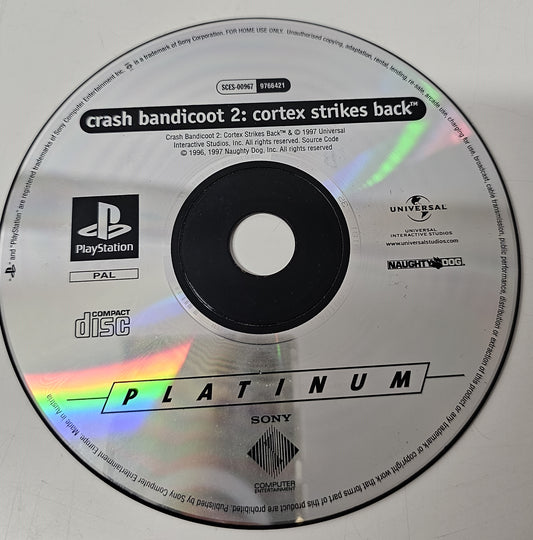 SCES-00967 9766421
crash bandicoot 2: cortex strikes back™
Crash Bandicoot 2: Cortex Strikes Back™ & © 1997 Universal
Interactive Studios, Inc. All rights reserved. Source Code
© 1996, 1997 Naughty Dog, Inc. All rights reserved
PlayStation
PAL
UNIVERSAL
UNIVERSAL
INTERACTIVE STUDIOS
www.universalstudios.com
NAUGHTY DOG
COMPACT
disc
PLATINUM
SONY
COMPUTER
ENTERTAINMENT
and "PlayStation" are registered trademarks of Sony Computer Entertainment Inc. is a trademark of Sony Corporation. FOR HOME USE ONLY. Unauthorised copying, adaptation, rental, lending, re-sale, arcade use, charging for use, broadcast, cable transmission, public performance, distribution or extraction of this product or any trademark or copyright work that forms part of this product are prohibited. Published by Sony Computer Entertainment Europe. Made in Austria